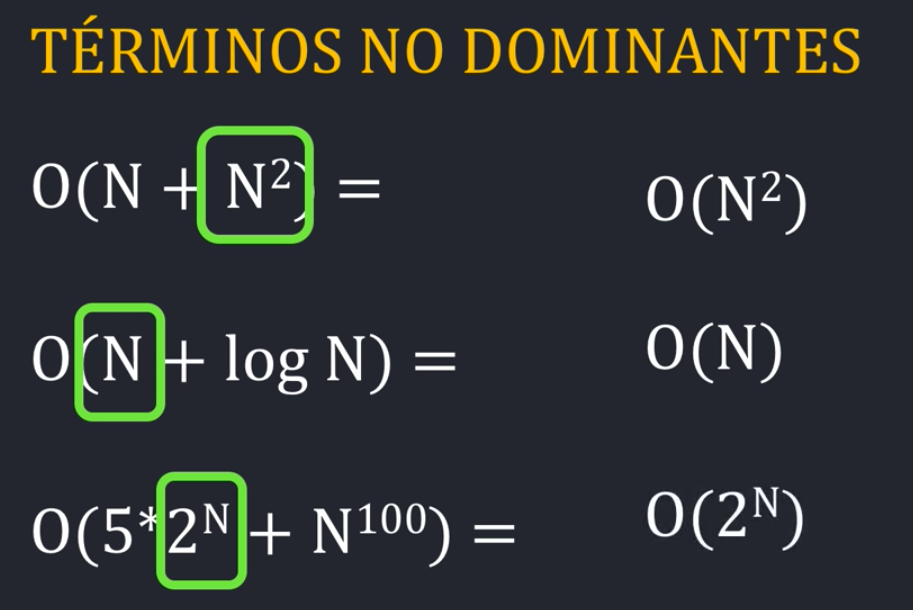 TÉRMINOS NO DOMINANTES
O(N + N²) = O(N²)
O(N + log N) = O(N)
O(5*2ᴺ + N¹⁰⁰) = O(2ᴺ)